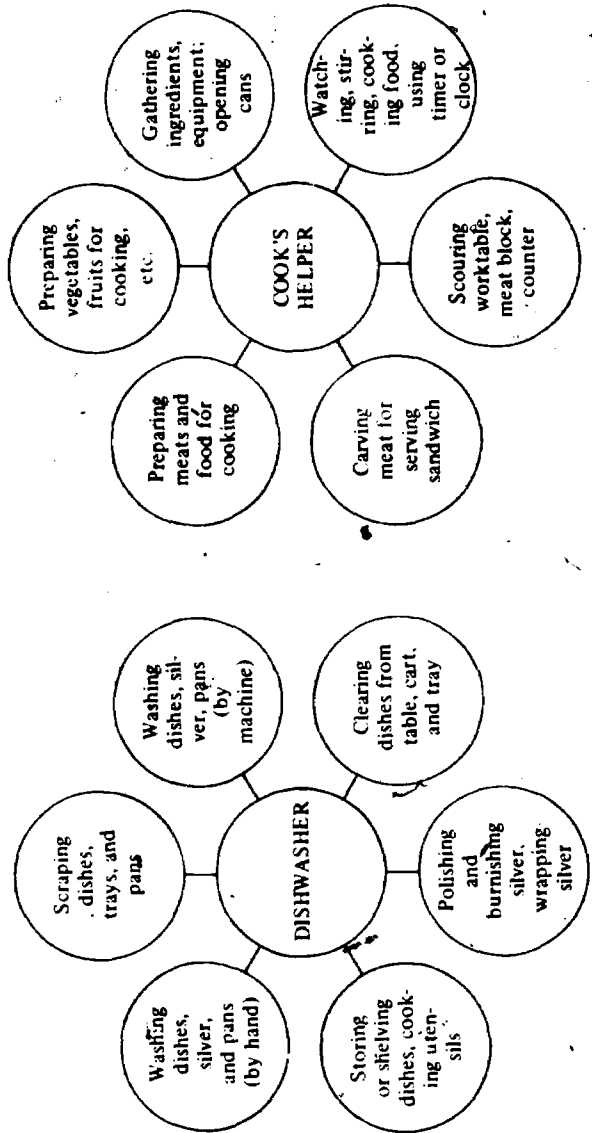 Scraping
dishes,
trays, and
pans
Washing
dishes,
silver,
and pans
(by hand)
Washing
dishes, sil-
ver, pans
(by
machine)
DISHWASHER
Storing
or shelving
dishes, cook-
ing uten-
sils
Clearing
dishes from
table, cart,
and tray
Polishing
and
burnishing
silver,
wrapping
silver
Preparing
vegetables,
fruits for
cooking,
etc.
Preparing
meats and
food for
cooking
Gathering
ingredients,
equipment;
opening
cans
COOK'S
HELPER
Carving
meat for
serving
sandwich
Watch-
ing, stir-
ring, cook-
ing food,
using
timer or
clock
Scouring
worktable,
meat block,
counter